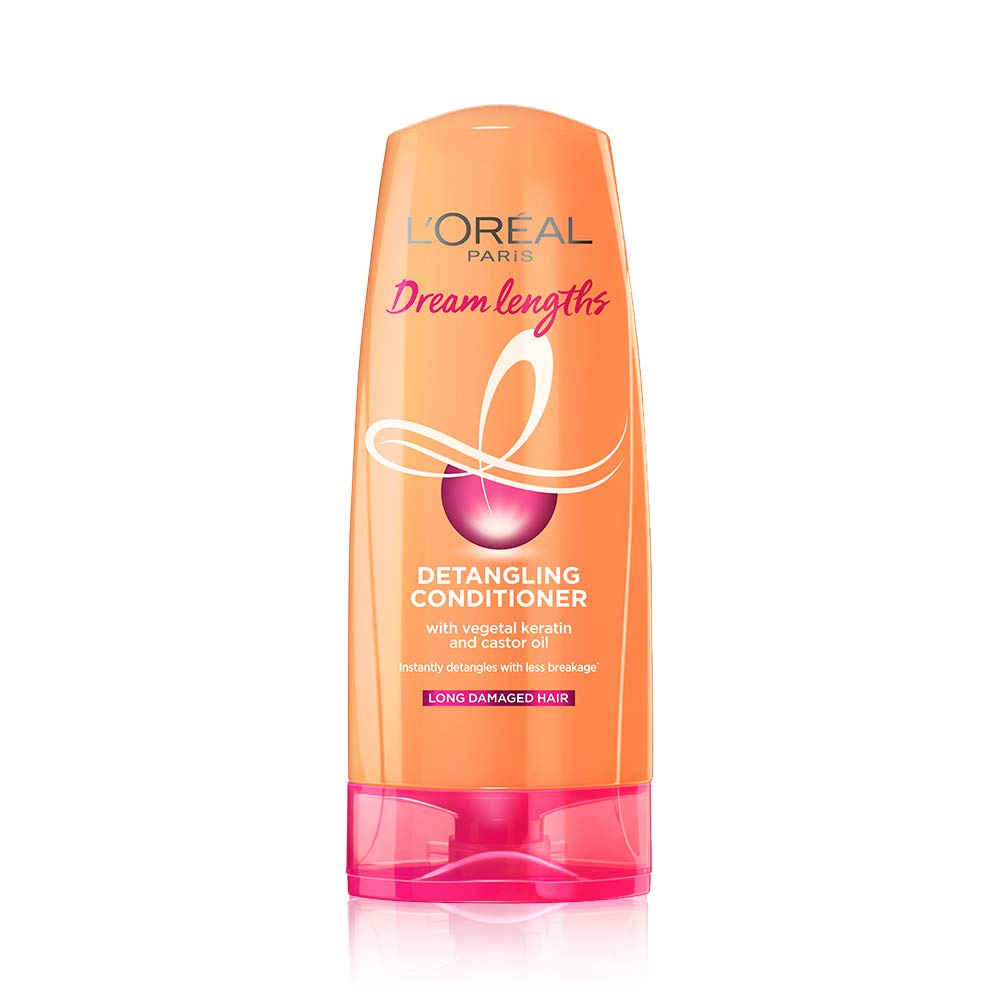 L'ORÉAL
PARiS
Dream lengths
DETANGLING
CONDITIONER
with vegetal keratin
and castor oil
Instantly detangles with less breakage*
LONG DAMAGED HAIR